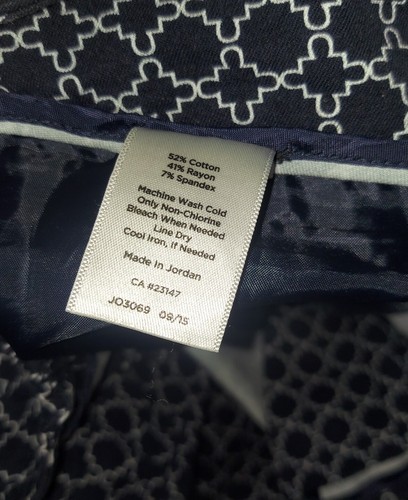 52% Cotton
41% Rayon
7% Spandex
Machine Wash Cold
Only Non-Chlorine
Bleach When Needed
Line Dry
Cool Iron, If Needed
Made in Jordan
CA #23147
JO3069 09/15